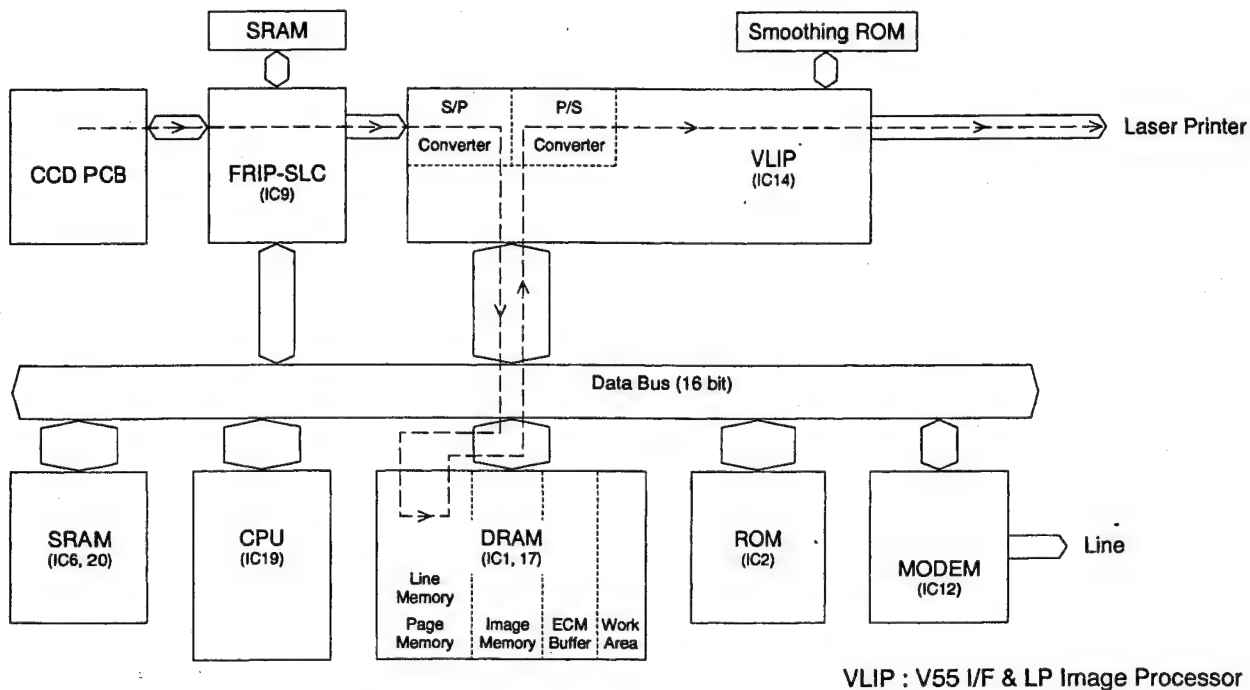 SRAM
Smoothing ROM
S/P
Converter
P/S
Converter
CCD PCB
FRIP-SLC
(IC9)
VLIP
(IC14)
Laser Printer
Data Bus (16 bit)
SRAM
(IC6, 20)
CPU
(IC19)
DRAM
(IC1, 17)
Line
Memory
Page
Memory
Image
Memory
ECM
Buffer
Work
Area
ROM
(IC2)
MODEM
(IC12)
Line
VLIP : V55 I/F & LP Image Processor